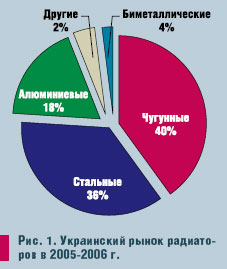 Другие
2%
Биметаллические
4%
Алюминиевые
18%
Чугунные
40%
Стальные
36%
Рис. 1. Украинский рынок радиато-
ров в 2005-2006 г.